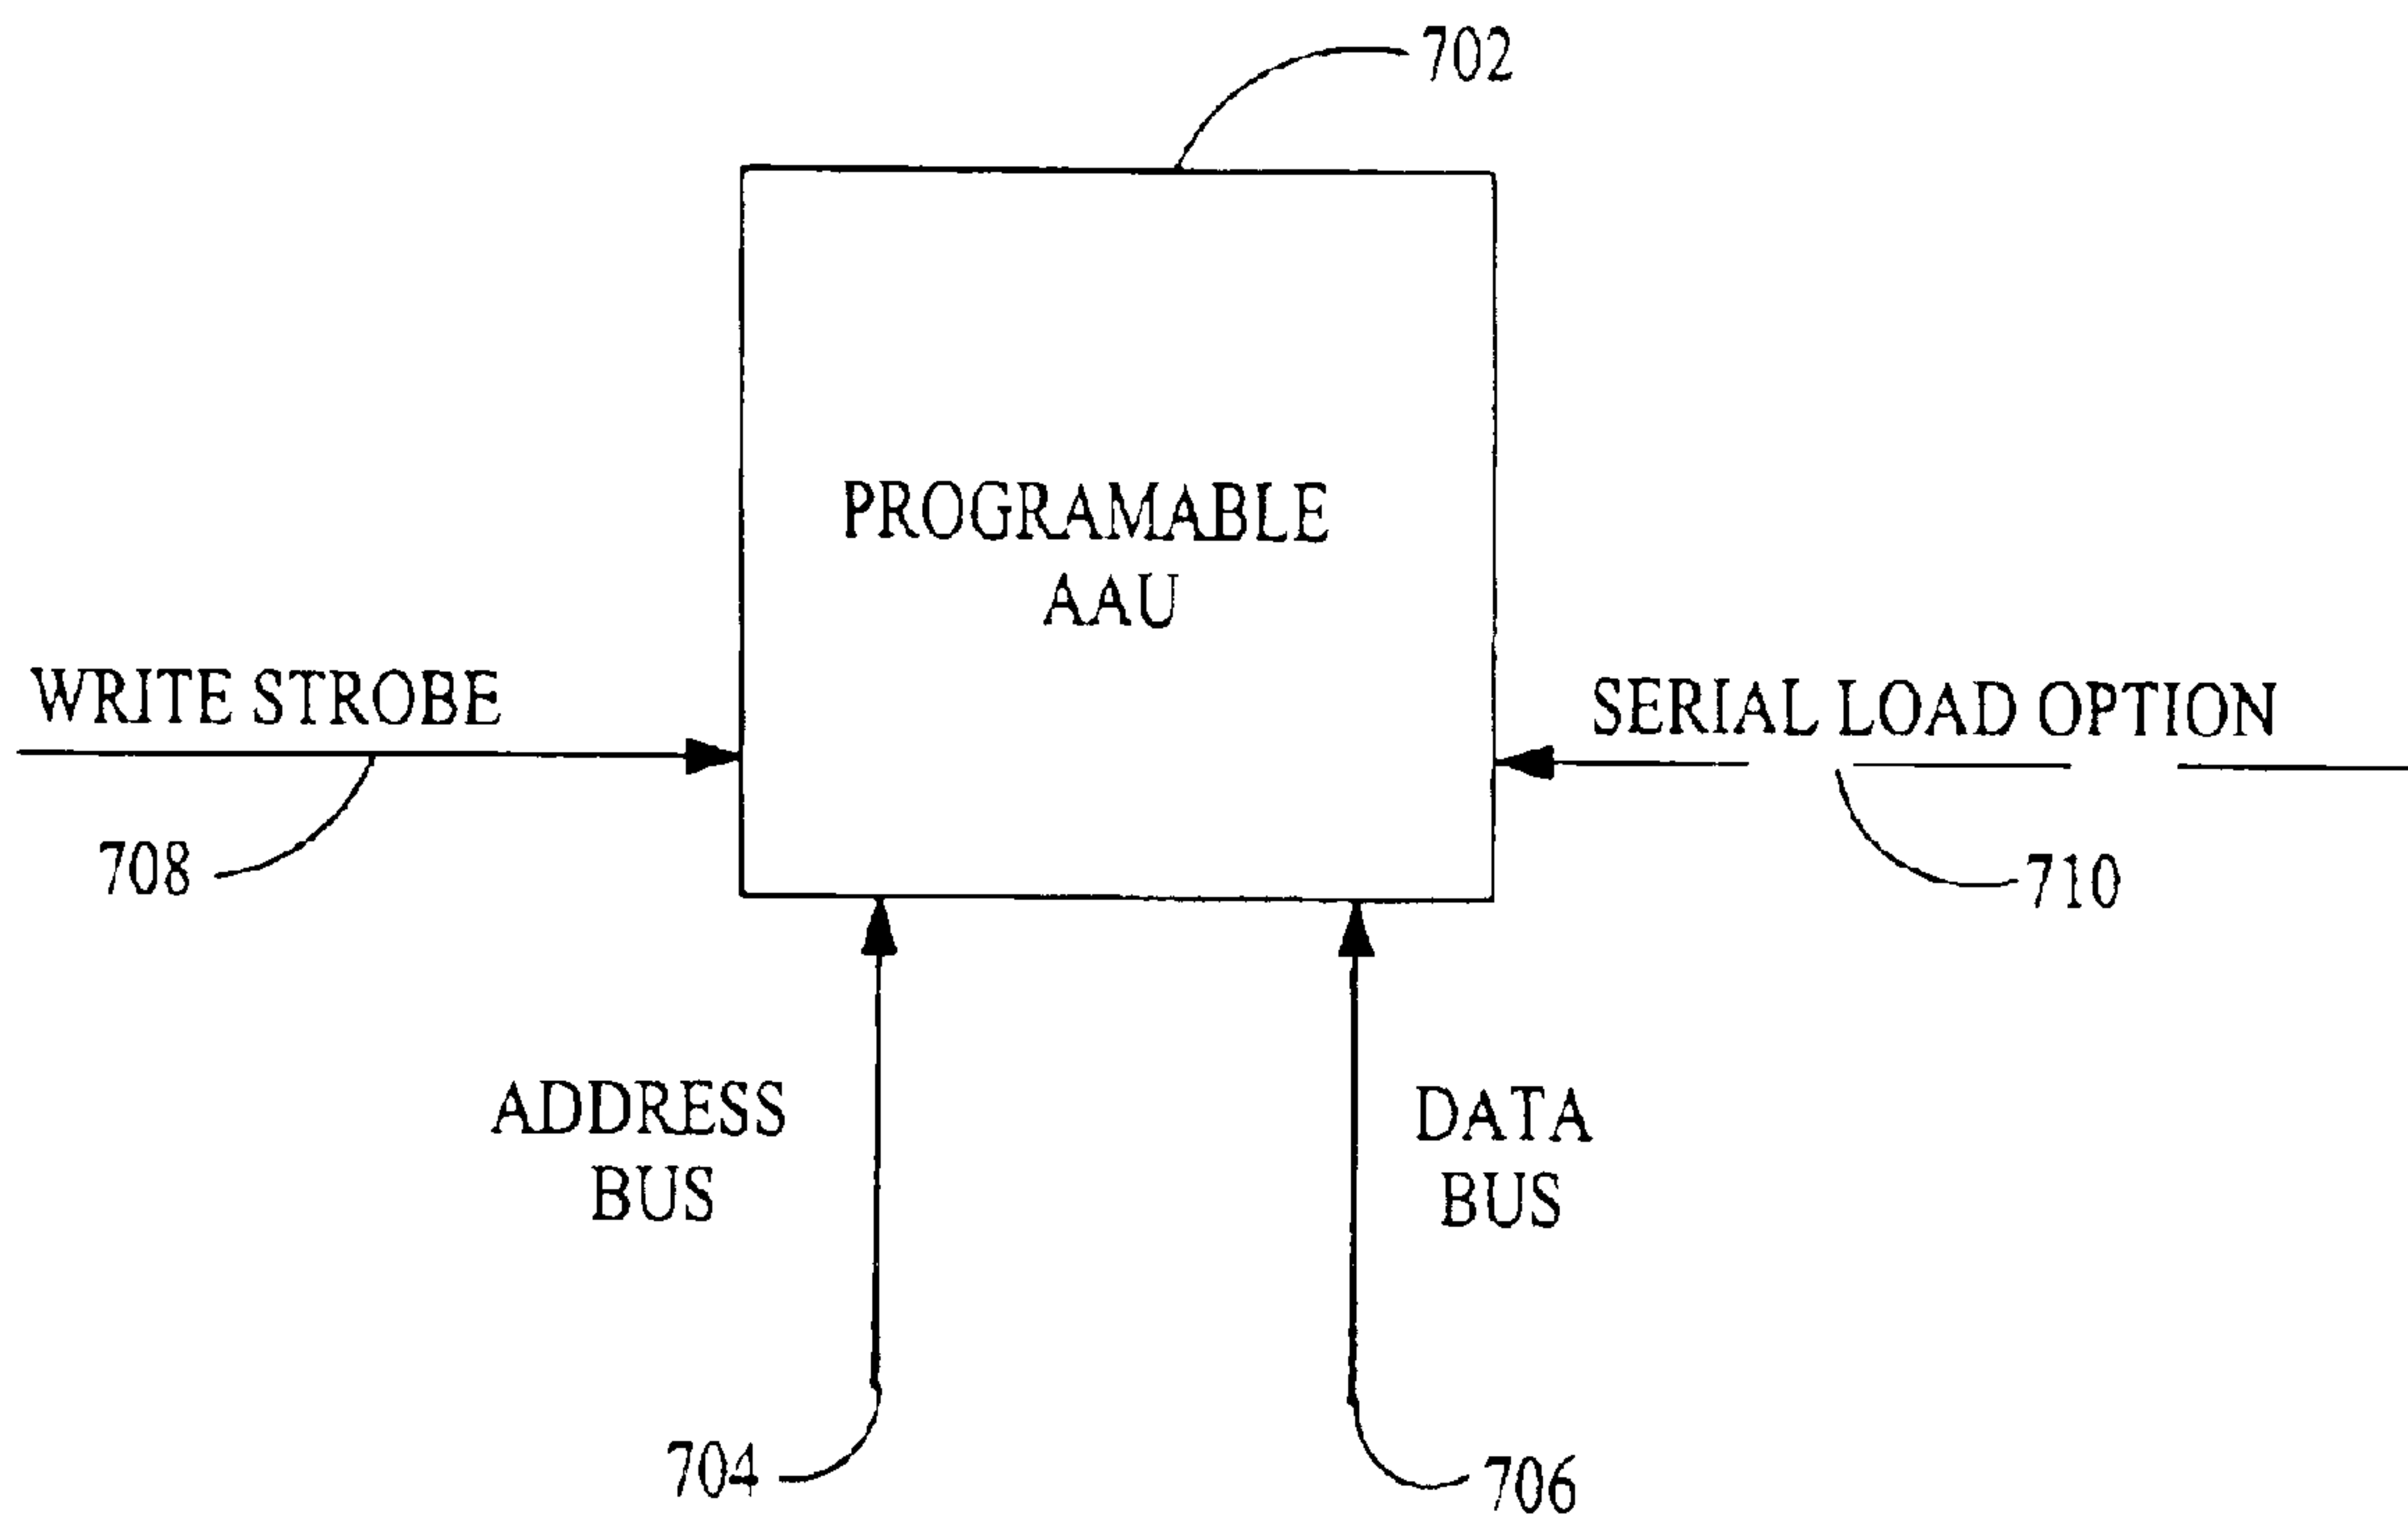 702
PROGRAMABLE
AAU
WRITE STROBE
SERIAL LOAD OPTION
708
710
ADDRESS
BUS
DATA
BUS
704
706